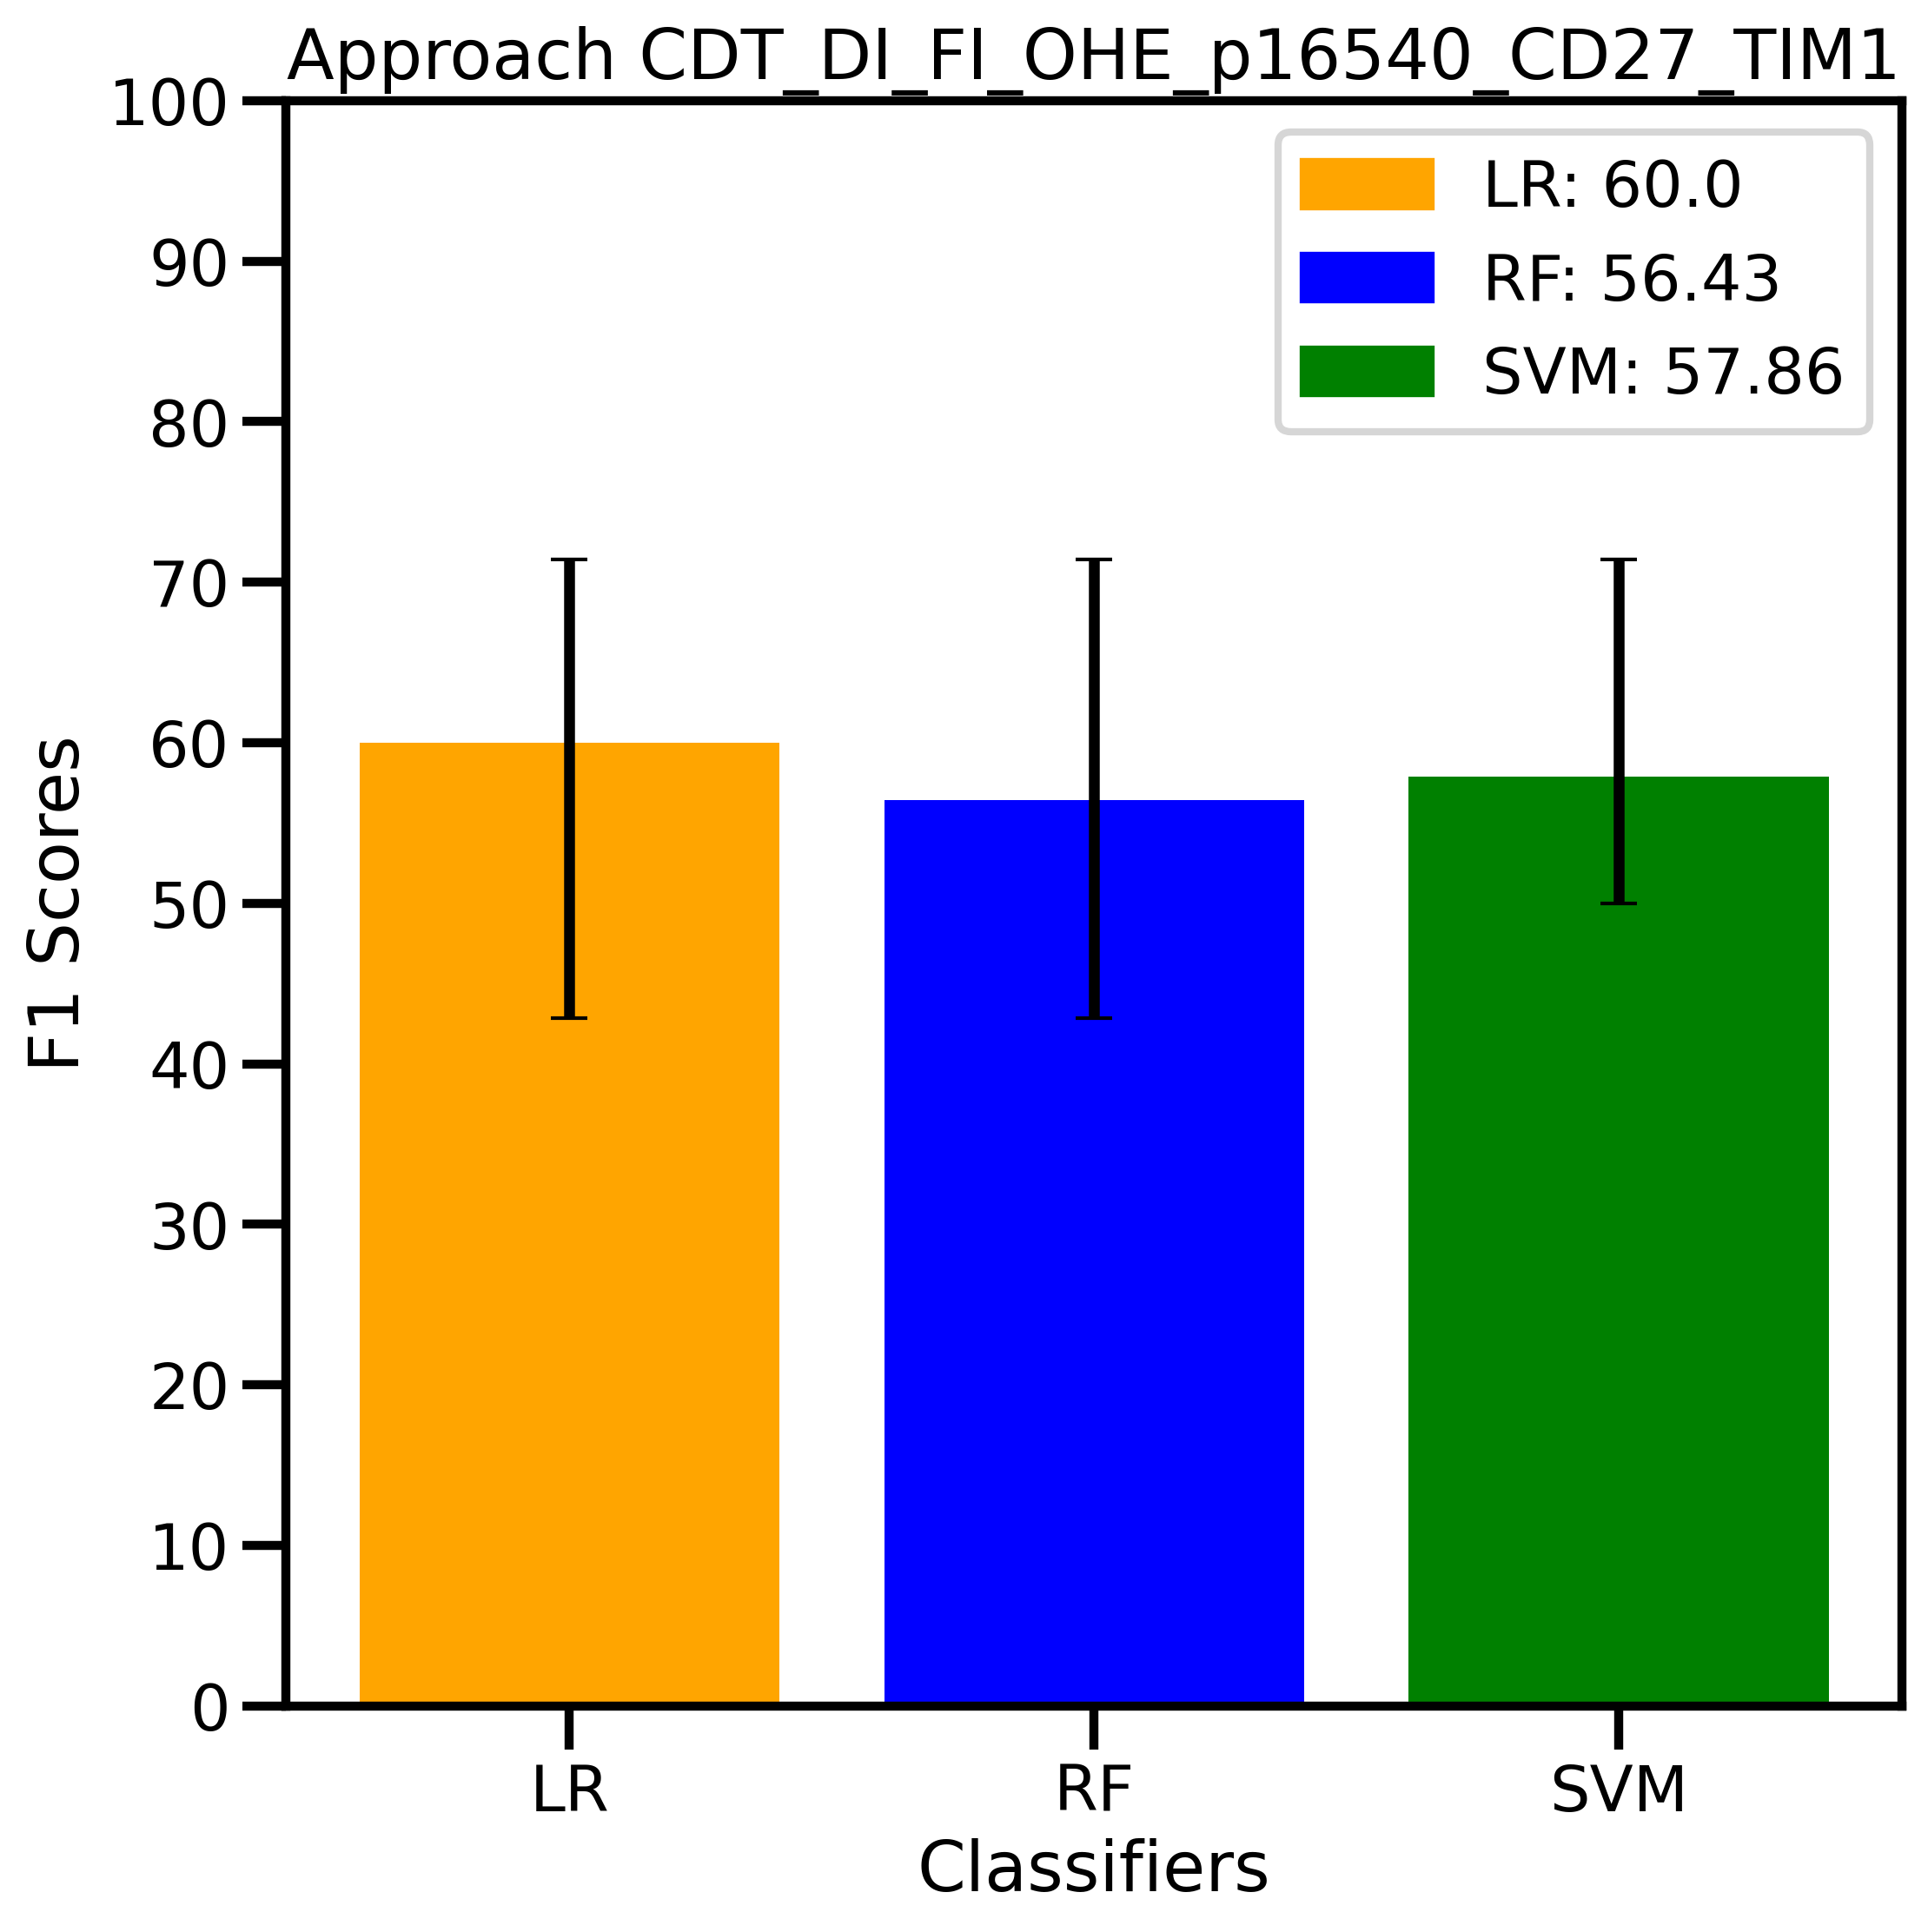 Approach CDT_DI_FI_OHE_p16540_CD27_TIM1
LR: 60.0
RF: 56.43
SVM: 57.86
F1 Scores
100
90
80
70
60
50
40
30
20
10
0
LR
RF
SVM
Classifiers